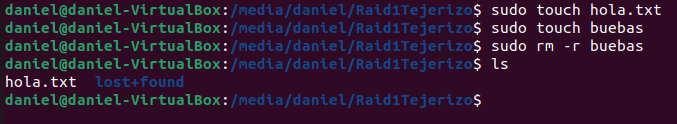 daniel@daniel-VirtualBox:/media/daniel/Raid1Tejerizo$ sudo touch hola.txt
daniel@daniel-VirtualBox:/media/daniel/Raid1Tejerizo$ sudo touch buebas
daniel@daniel-VirtualBox:/media/daniel/Raid1Tejerizo$ sudo rm -r buebas
daniel@daniel-VirtualBox:/media/daniel/Raid1Tejerizo$ ls
hola.txt  lost+found
daniel@daniel-VirtualBox:/media/daniel/Raid1Tejerizo$